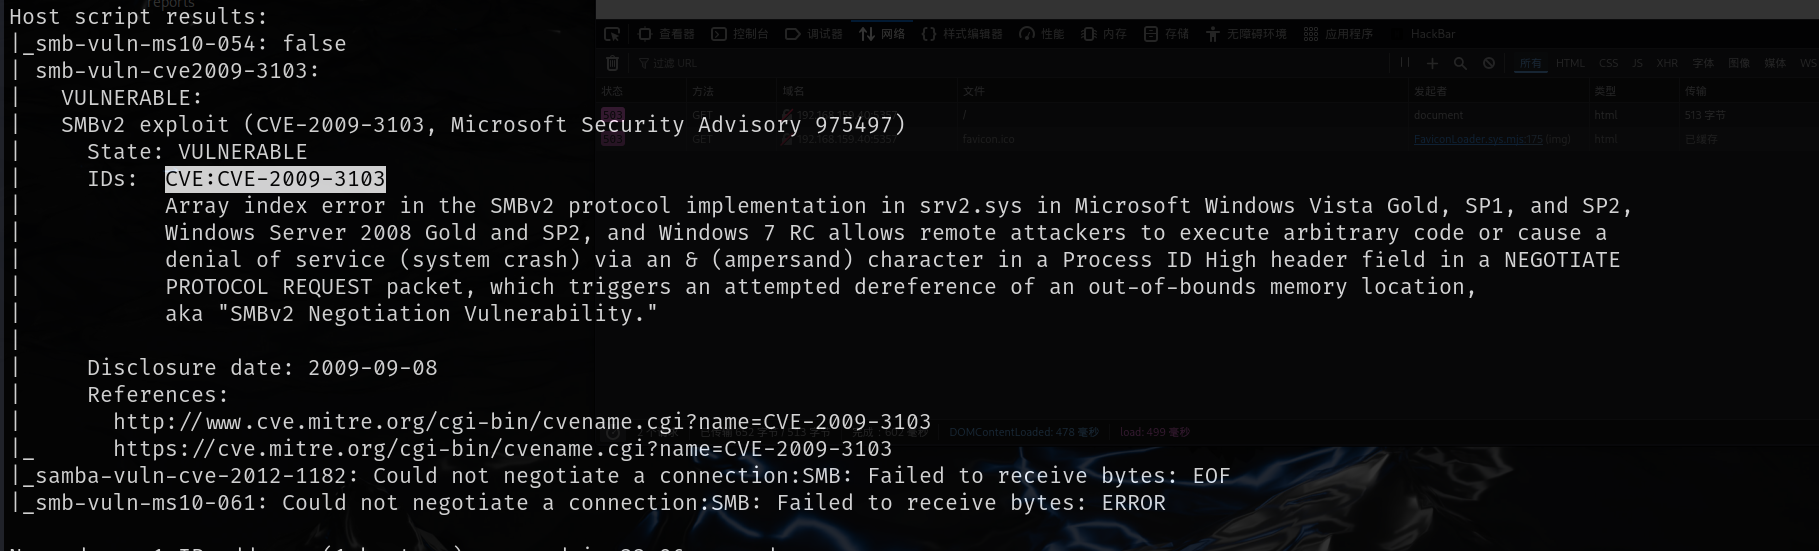 reports
Host script results:
|_smb-vuln-ms10-054: false
| smb-vuln-cve2009-3103:
|   VULNERABLE:
|   SMBv2 exploit (CVE-2009-3103, Microsoft Security Advisory 975497)
|     State: VULNERABLE
|     IDs:  CVE:CVE-2009-3103
|           Array index error in the SMBv2 protocol implementation in srv2.sys in Microsoft Windows Vista Gold, SP1, and SP2,
|           Windows Server 2008 Gold and SP2, and Windows 7 RC allows remote attackers to execute arbitrary code or cause a
|           denial of service (system crash) via an & (ampersand) character in a Process ID High header field in a NEGOTIATE
|           PROTOCOL REQUEST packet, which triggers an attempted dereference of an out-of-bounds memory location,
|           aka "SMBv2 Negotiation Vulnerability."
|
|     Disclosure date: 2009-09-08
|     References:
|       http://www.cve.mitre.org/cgi-bin/cvename.cgi?name=CVE-2009-3103
|_      https://cve.mitre.org/cgi-bin/cvename.cgi?name=CVE-2009-3103
|_samba-vuln-cve-2012-1182: Could not negotiate a connection:SMB: Failed to receive bytes: EOF
|_smb-vuln-ms10-061: Could not negotiate a connection:SMB: Failed to receive bytes: ERROR
查看器 控制台 调试器 网络 样式编辑器 性能 内存 存储 无障碍环境 应用程序 HackBar
过滤 URL 所有 HTML CSS JS XHR 字体 图像 媒体 WS
状态 方法 域名 文件 发起者 类型 传输
503 GET 192.168.159.40:5357 / document html 513 字节
503 GET 192.168.159.40:5357 favicon.ico FaviconLoader.sys.mjs:175 (img) html 已缓存
DOMContentLoaded: 478 毫秒 load: 499 毫秒